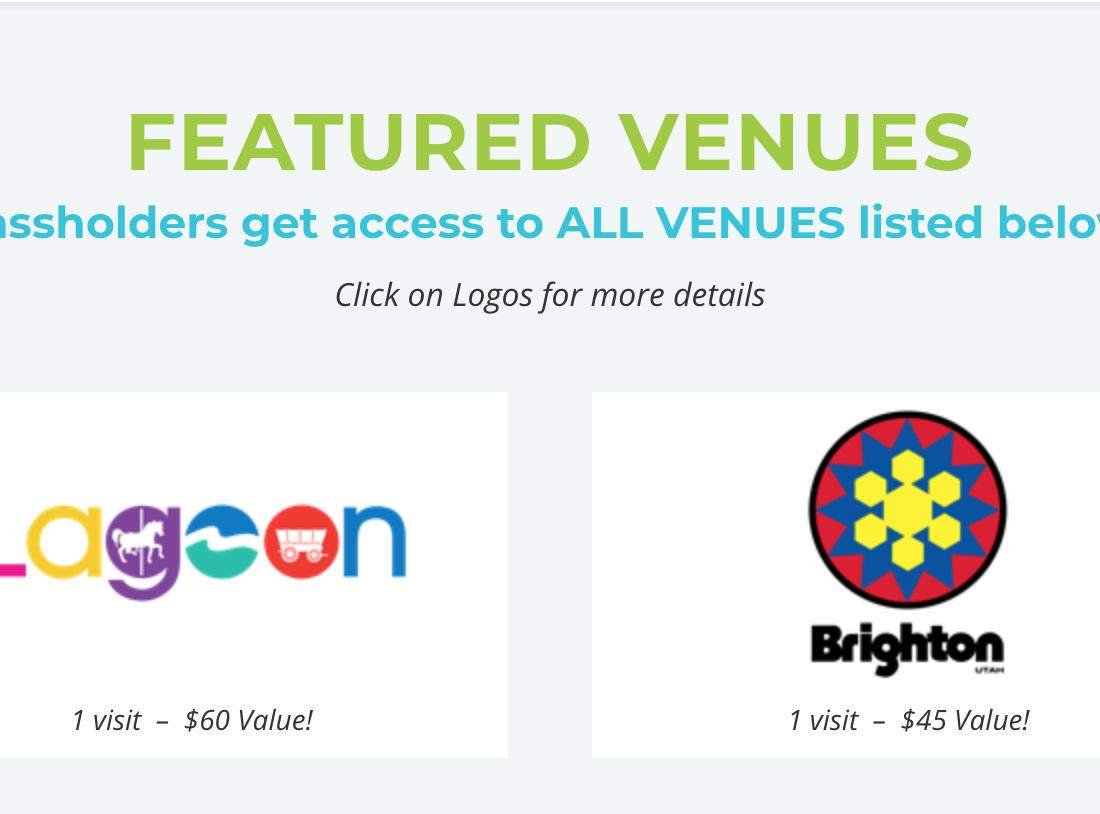 FEATURED VENUES
assholders get access to ALL VENUES listed belo
Click on Logos for more details
Lagoon
Brighton
UTAH
1 visit – $60 Value!
1 visit – $45 Value!